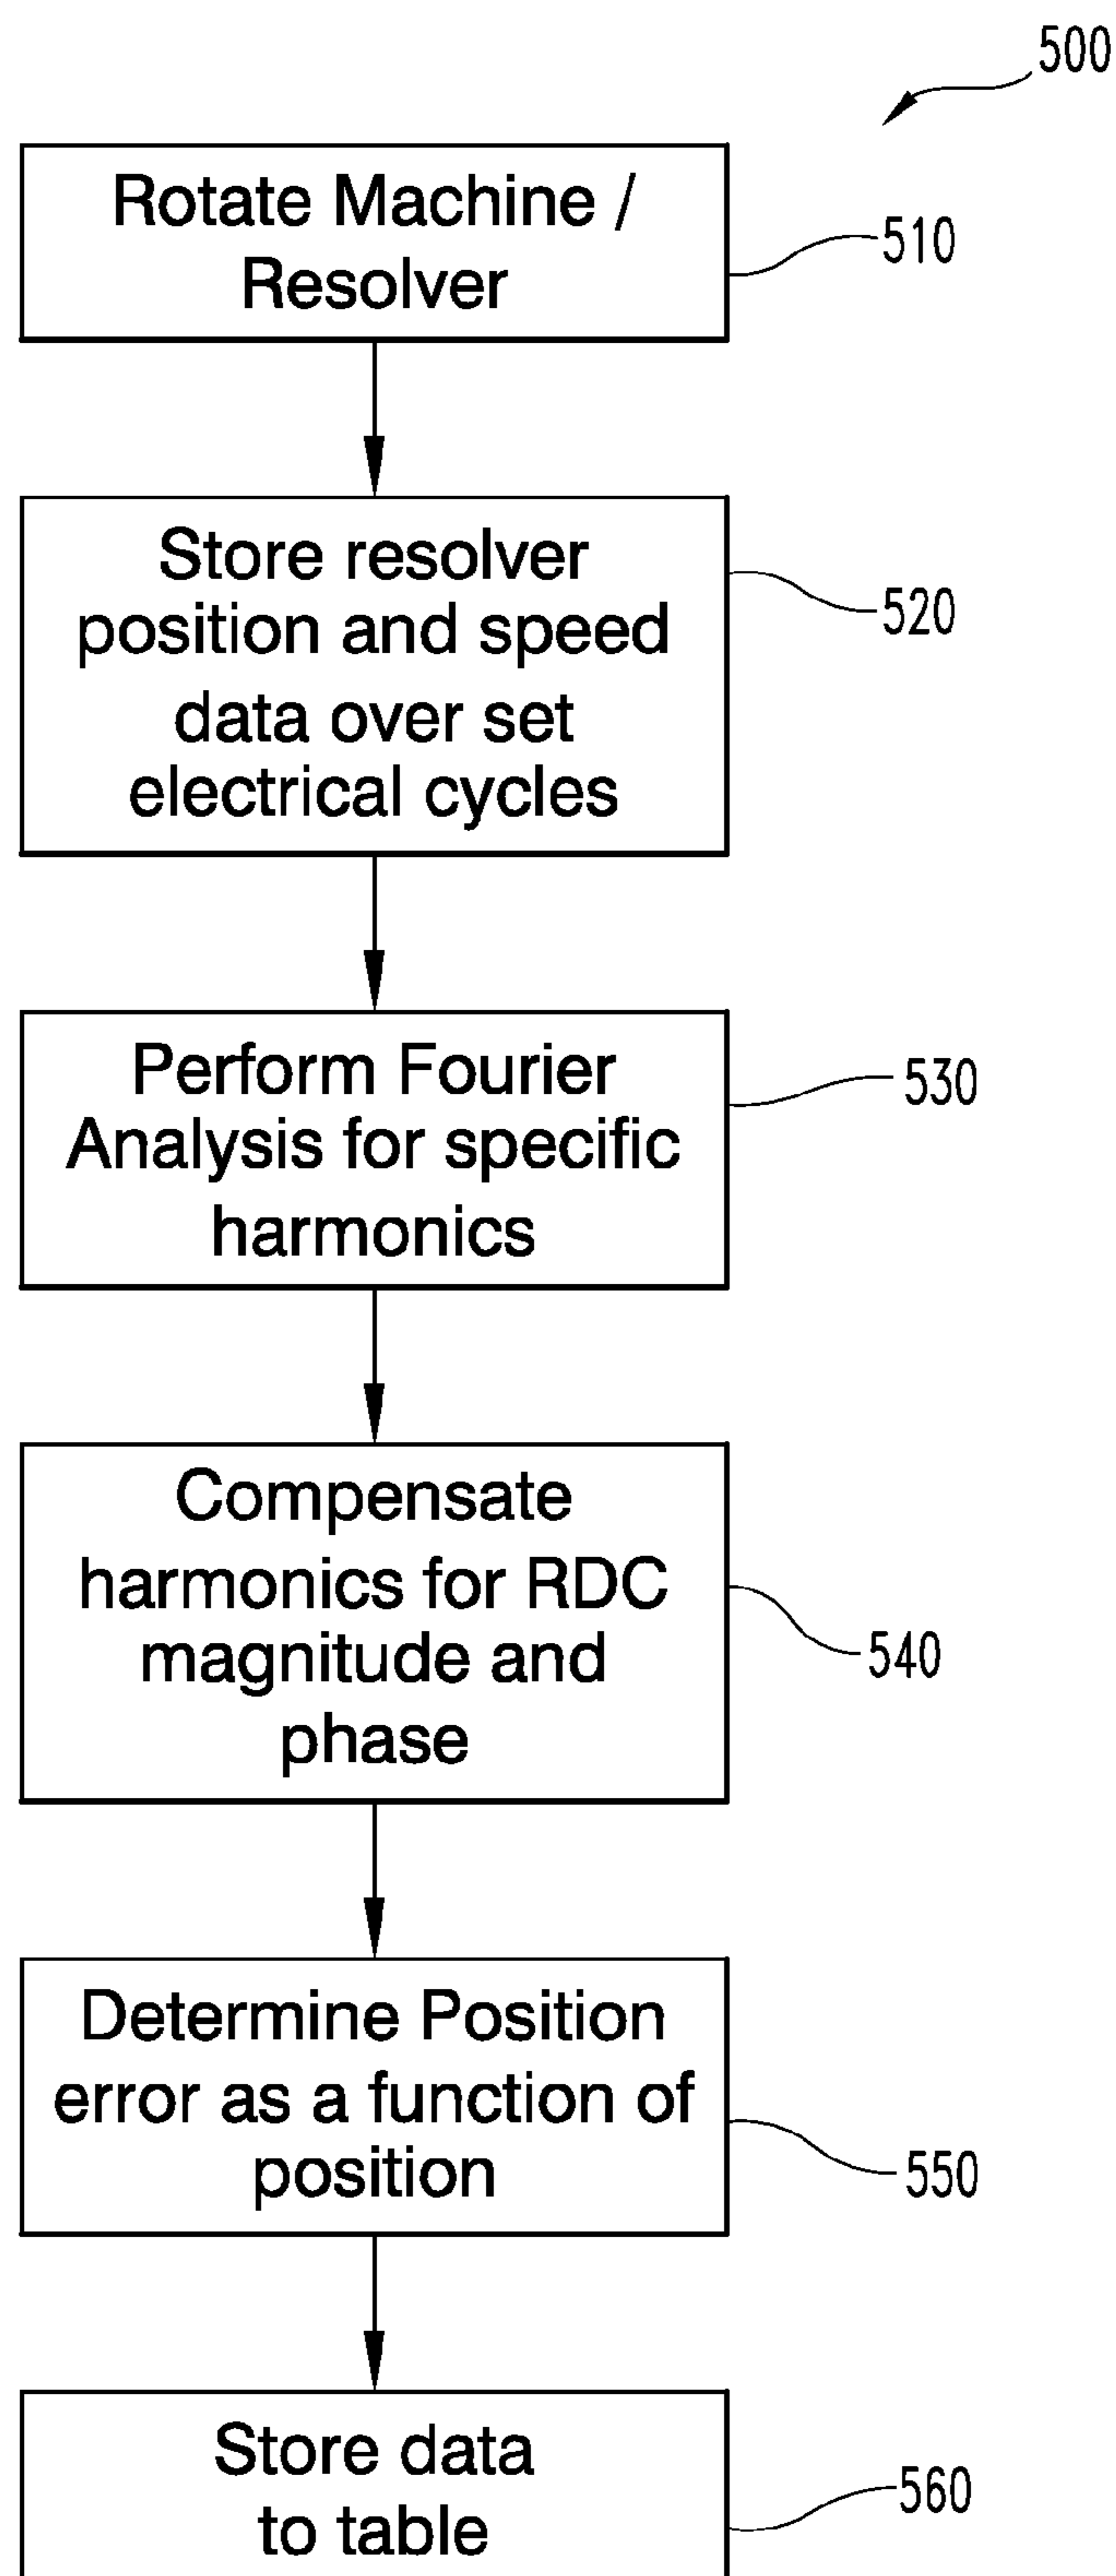 500
Rotate Machine /
Resolver
510
Store resolver
position and speed
data over set
electrical cycles
520
Perform Fourier
Analysis for specific
harmonics
530
Compensate
harmonics for RDC
magnitude and
phase
540
Determine Position
error as a function of
position
550
Store data
to table
560